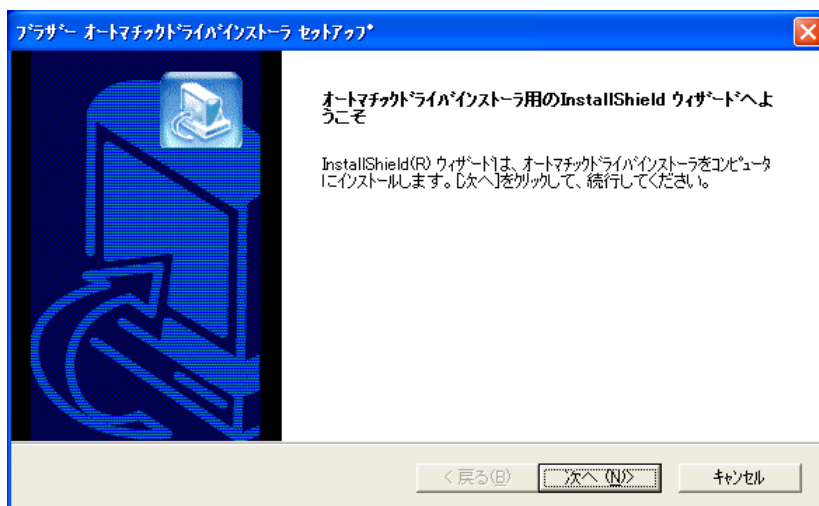 ﾌﾞﾗｻﾞｰ ｵｰﾄﾏﾁｯｸﾄﾞﾗｲﾊﾞｲﾝｽﾄｰﾗ ｾｯﾄｱｯﾌﾟ
ｵｰﾄﾏﾁｯｸﾄﾞﾗｲﾊﾞｲﾝｽﾄｰﾗ用のInstallShield ｳｨｻﾞｰﾄﾞへよ
うこそ
InstallShield(R) ｳｨｻﾞｰﾄﾞは、ｵｰﾄﾏﾁｯｸﾄﾞﾗｲﾊﾞｲﾝｽﾄｰﾗをｺﾝﾋﾟｭｰﾀ
にｲﾝｽﾄｰﾙします。[次へ]をｸﾘｯｸして、続行してください。
< 戻る(B)
次へ (N)>
ｷｬﾝｾﾙ